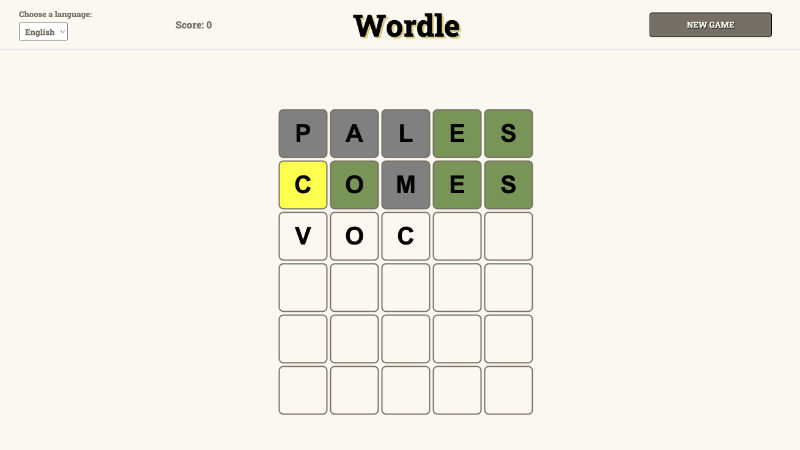 Choose a language:
English
Score: 0
Wordle
NEW GAME
P A L E S
C O M E S
V O C